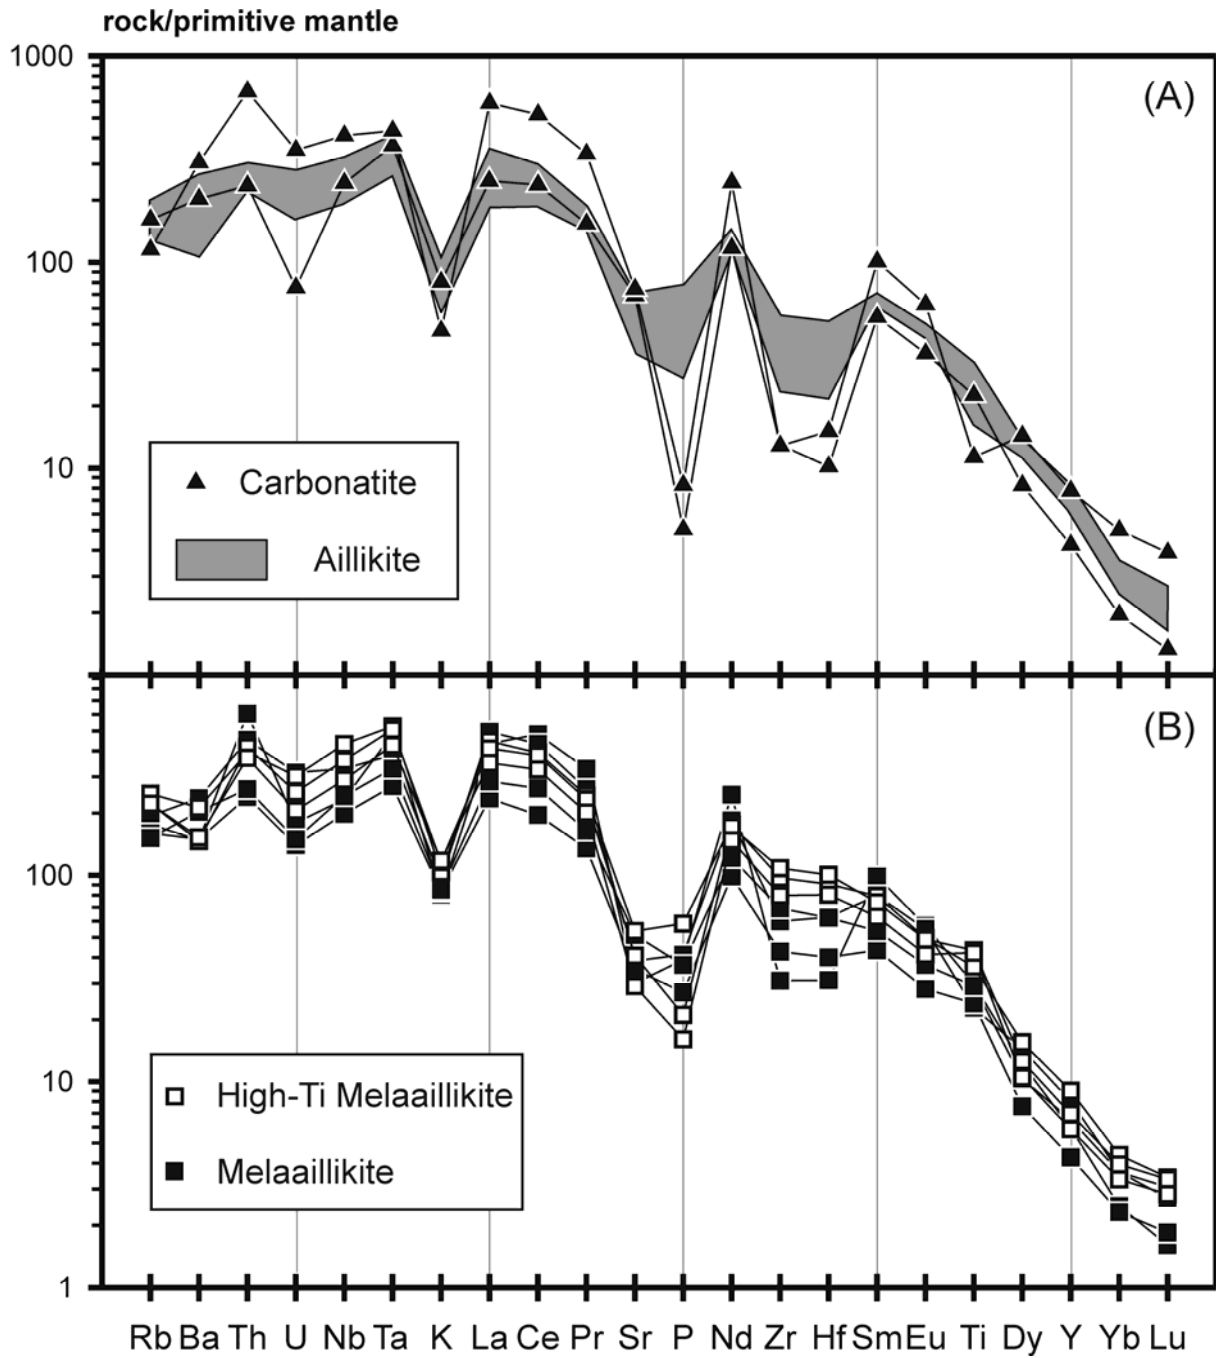 rock/primitive mantle
1000
(A)
100
10
Carbonatite
Aillikite
(B)
100
10
High-Ti Melaaillikite
Melaaillikite
1
Rb Ba Th U Nb Ta K La Ce Pr Sr P Nd Zr Hf Sm Eu Ti Dy Y Yb Lu